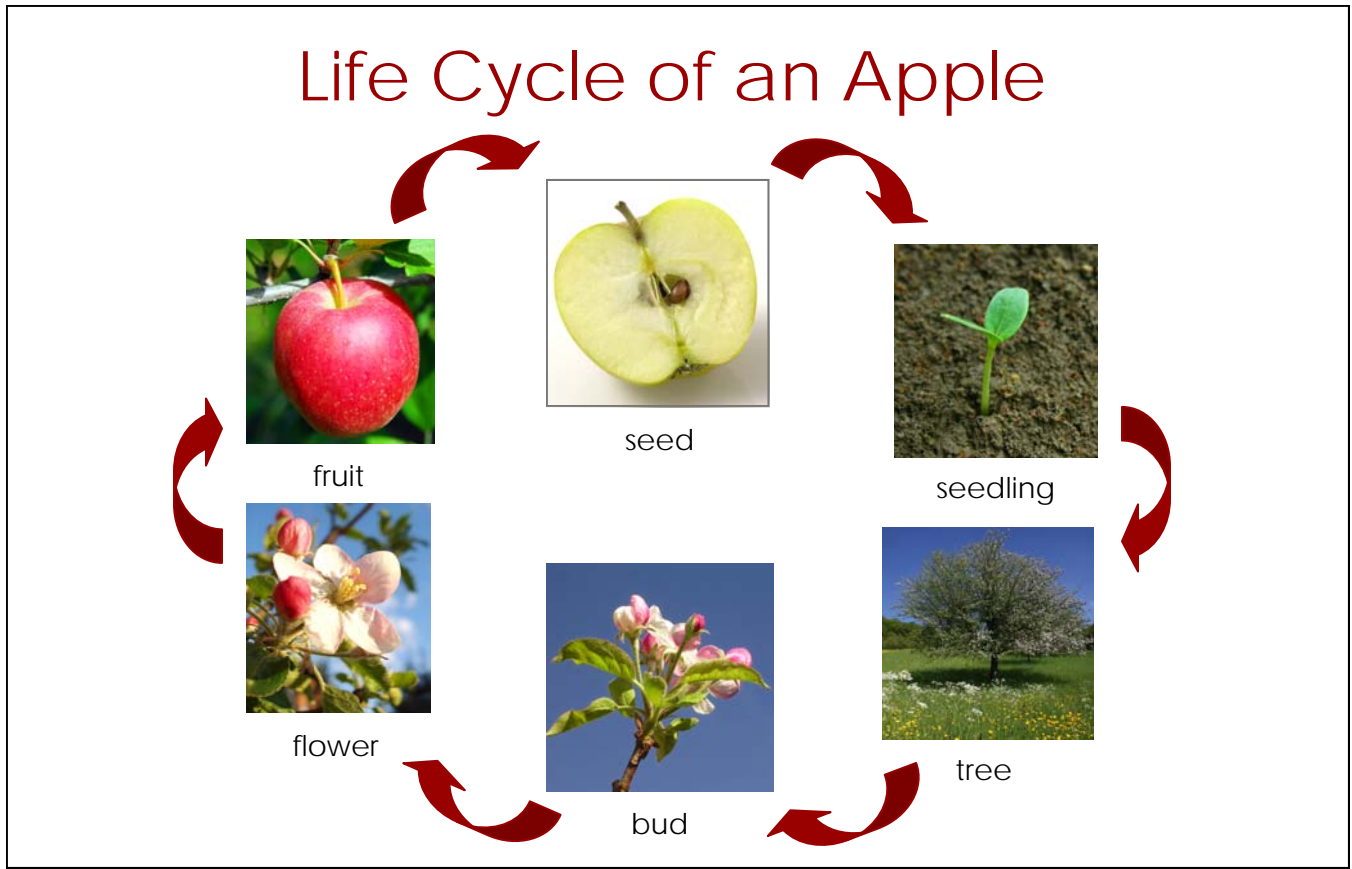 Life Cycle of an Apple
seed
seedling
tree
bud
flower
fruit